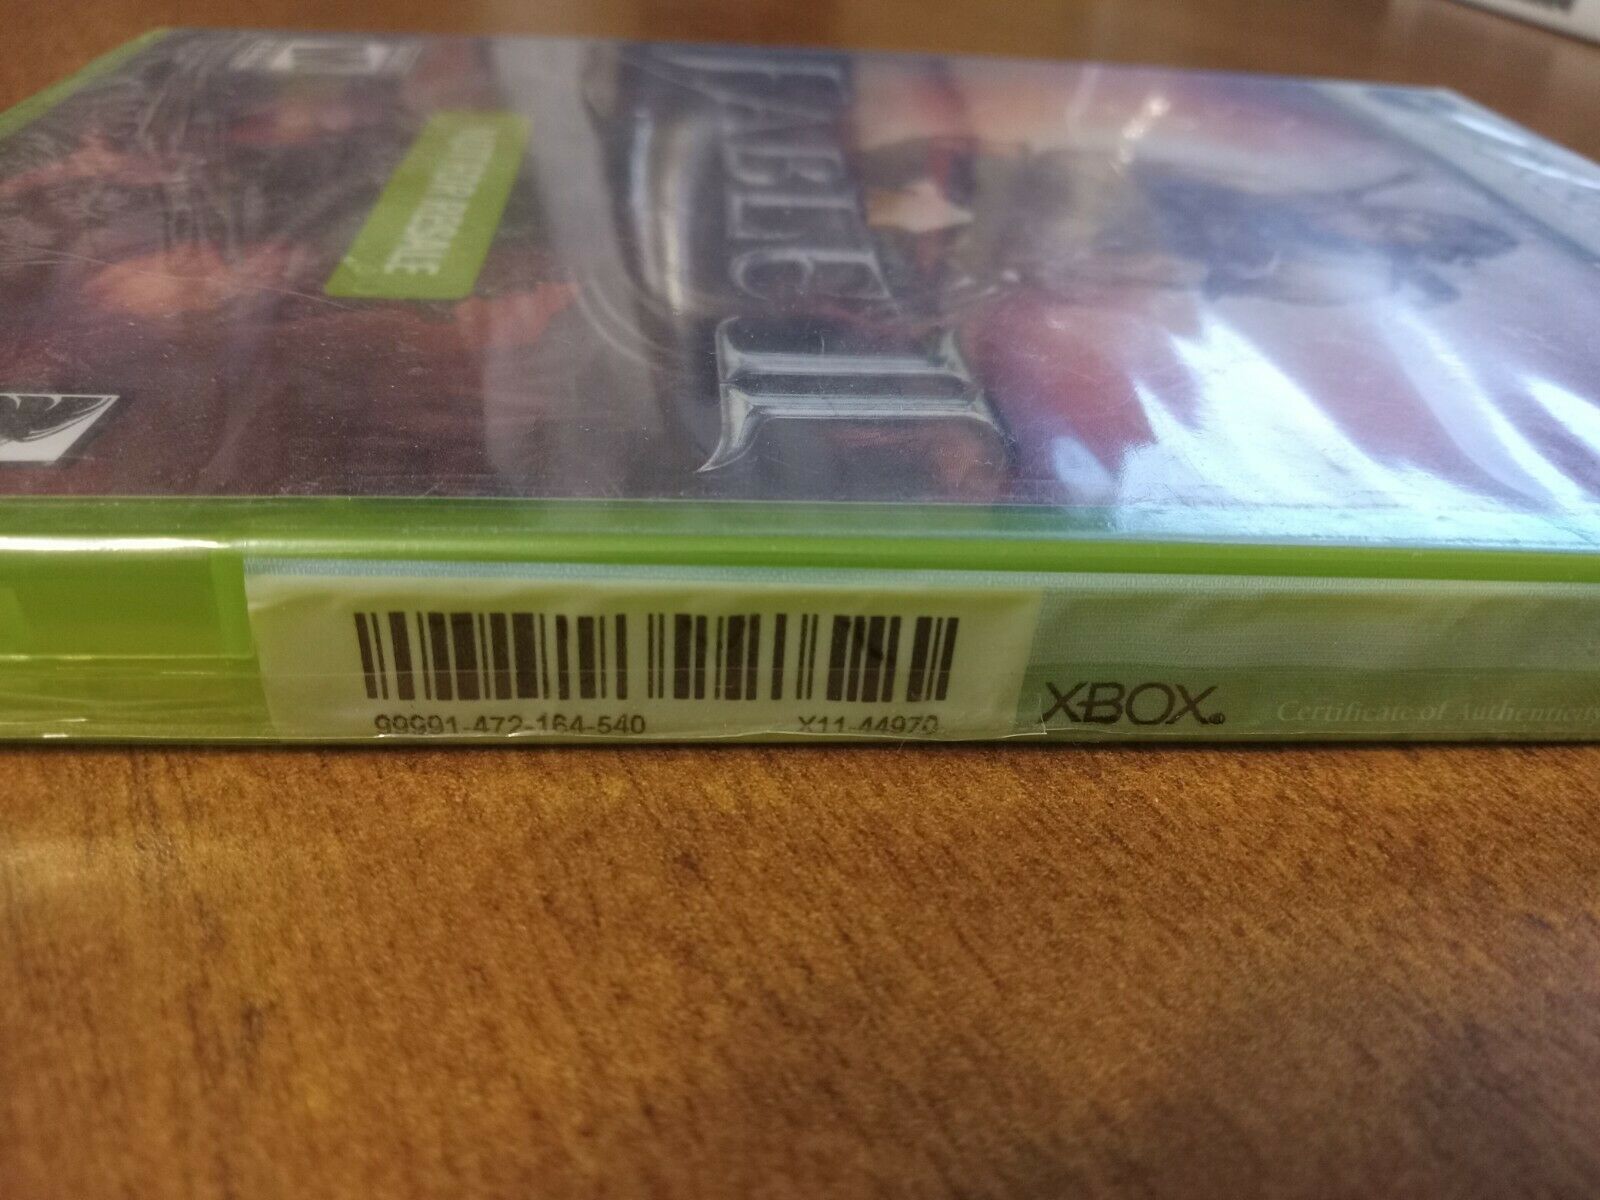 FABLE
II
NOT FOR RESALE
99991-472-164-540
X11-44970
XBOX®
Certificate of Authenticity